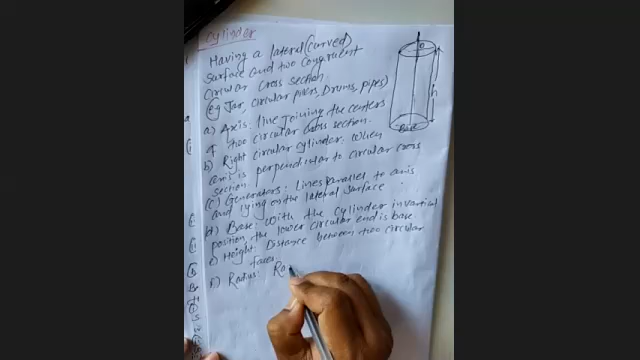 Cylinder
Having a lateral (curved)
surface and two congruent
circular cross section.
(eg Jar, circular pillars, Drums, pipes)
a) Axis: line joining the centers
of two circular cross section.
b) Right circular cylinder: when
axis is perpendicular to circular cross
section.
(c) Generators: Lines parallel to axis
and lying on the lateral surface
d) Base: with the cylinder in vertical
position, the lower circular end is base
e) Height: Distance between two circular
faces
Radius: Ra
h
Base